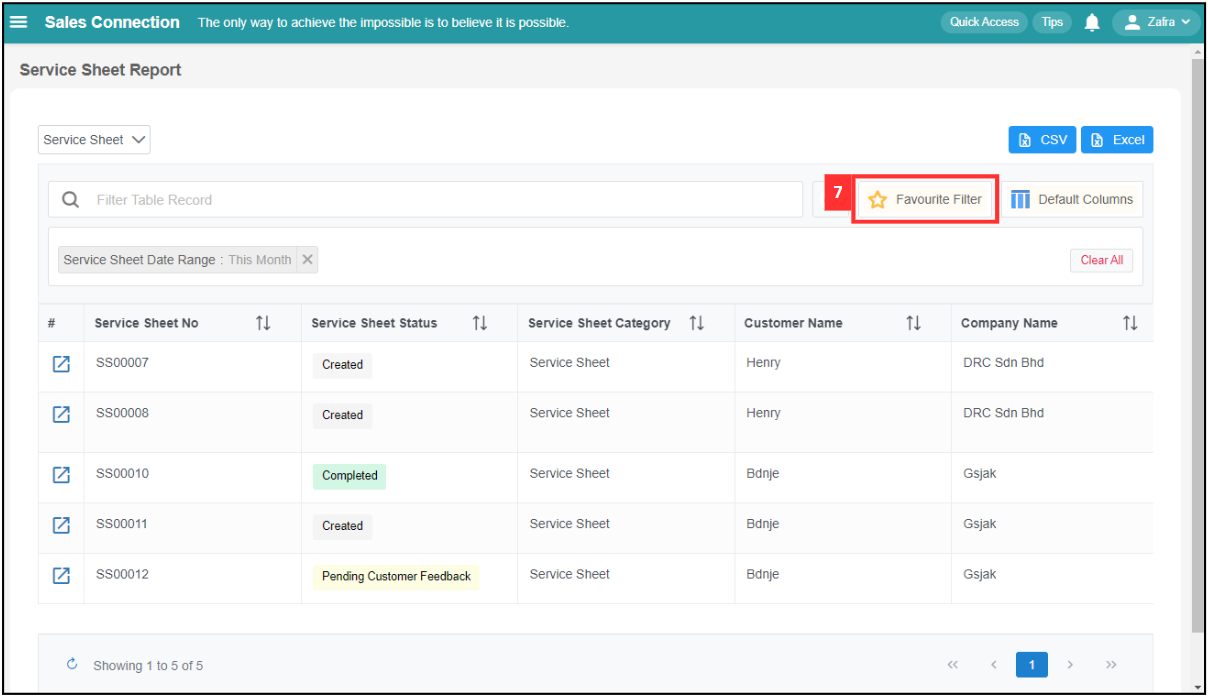 Sales Connection The only way to achieve the impossible is to believe it is possible. Quick Access Tips Zafra
Service Sheet Report
Service Sheet CSV Excel
Filter Table Record 7 Favourite Filter Default Columns
Service Sheet Date Range : This Month Clear All
# Service Sheet No Service Sheet Status Service Sheet Category Customer Name Company Name
SS00007 Created Service Sheet Henry DRC Sdn Bhd
SS00008 Created Service Sheet Henry DRC Sdn Bhd
SS00010 Completed Service Sheet Bdnje Gsjak
SS00011 Created Service Sheet Bdnje Gsjak
SS00012 Pending Customer Feedback Service Sheet Bdnje Gsjak
Showing 1 to 5 of 5 << < 1 > >>